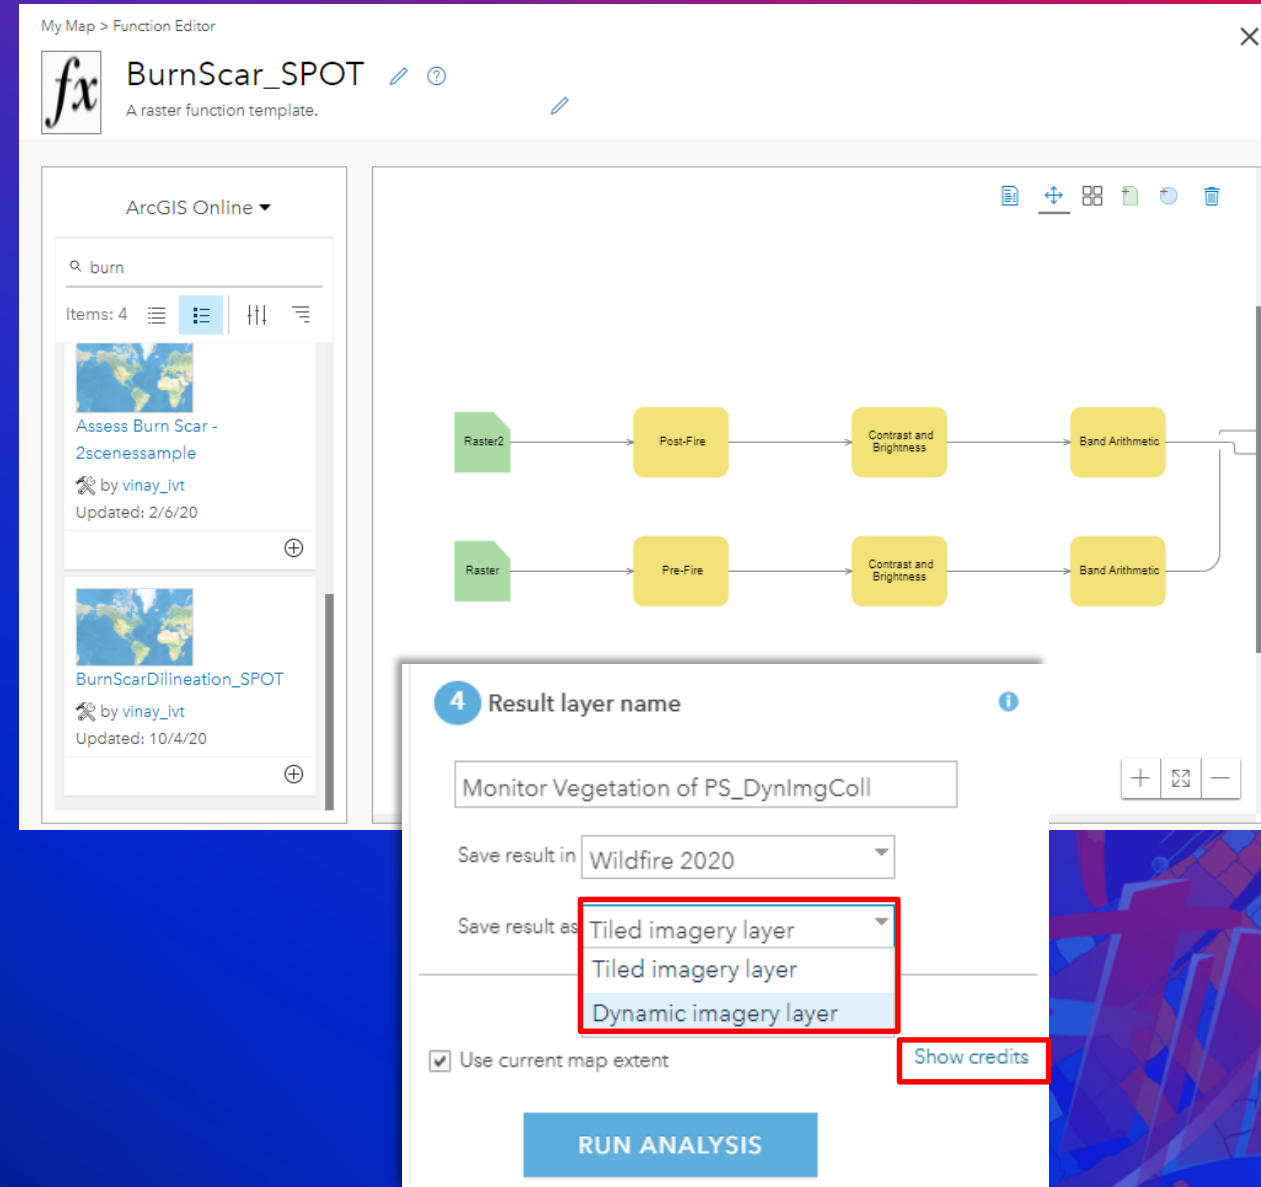 My Map > Function Editor
fx
BurnScar_SPOT
A raster function template.
ArcGIS Online
burn
Items: 4
Assess Burn Scar -
2scenessample
by vinay_ivt
Updated: 2/6/20
BurnScarDilineation_SPOT
by vinay_ivt
Updated: 10/4/20
Raster2
Post-Fire
Contrast and
Brightness
Band Arithmetic
Raster
Pre-Fire
Contrast and
Brightness
Band Arithmetic
4 Result layer name
Monitor Vegetation of PS_DynImgColl
Save result in Wildfire 2020
Save result as Tiled imagery layer
Tiled imagery layer
Dynamic imagery layer
Use current map extent
Show credits
RUN ANALYSIS